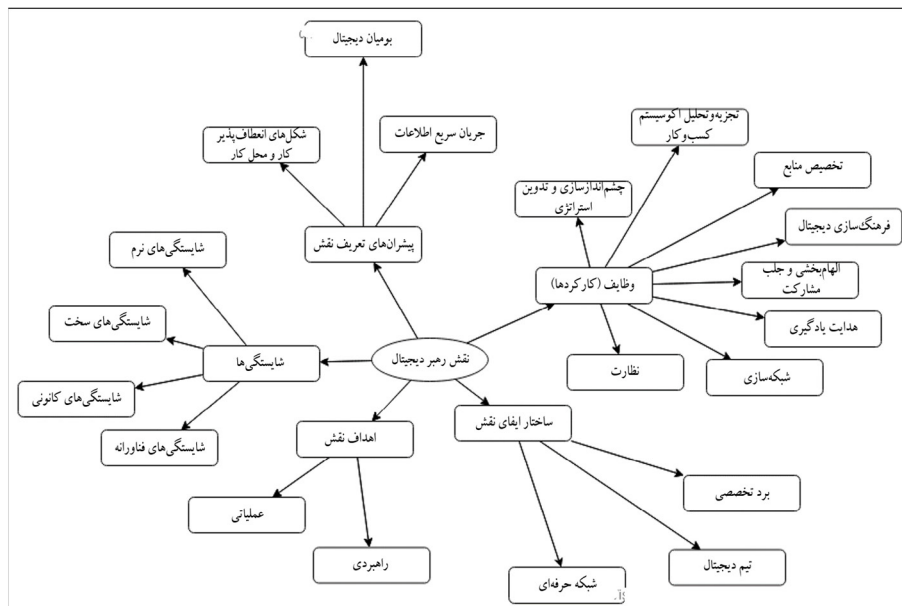 بومیان دیجیتال
شکل‌های انعطاف‌پذیر
کار و محل کار
جریان سریع اطلاعات
پیشران‌های تعریف نقش
تجزیه‌وتحلیل اکوسیستم
کسب‌وکار
تخصیص منابع
چشم‌اندازسازی و تدوین
استراتژی
فرهنگ‌سازی دیجیتال
الهام‌بخشی و جلب
مشارکت
وظایف (کارکردها)
هدایت یادگیری
شبکه‌سازی
نظارت
نقش رهبر دیجیتال
شایستگی‌ها
شایستگی‌های نرم
شایستگی‌های سخت
شایستگی‌های کانونی
شایستگی‌های فناورانه
اهداف نقش
عملیاتی
راهبردی
ساختار ایفای نقش
برد تخصصی
تیم دیجیتال
شبکه حرفه‌ای